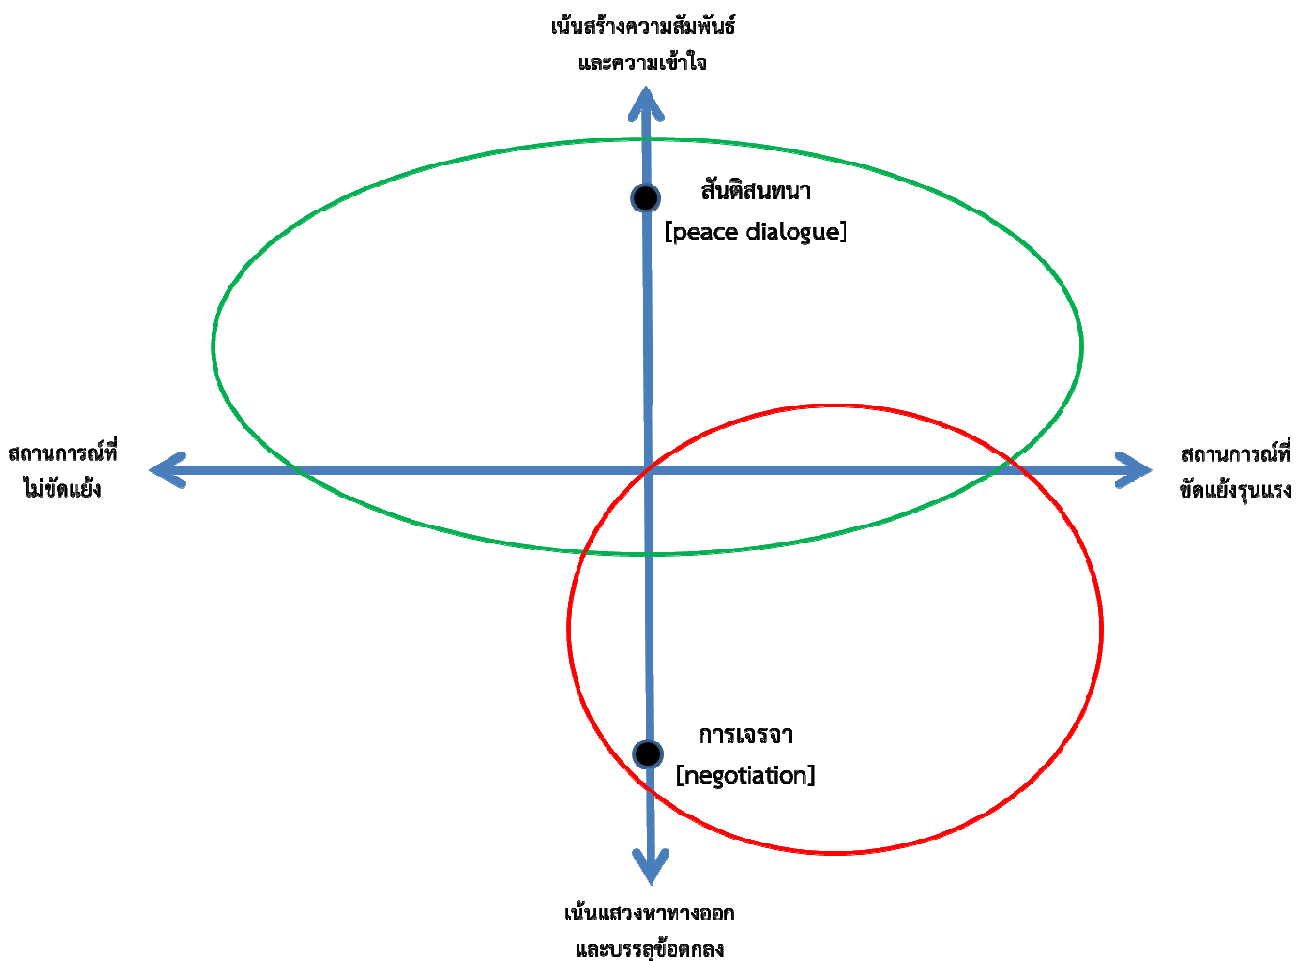 เน้นสร้างความสัมพันธ์
และความเข้าใจ
สันติสนทนา
[peace dialogue]
สถานการณ์ที่
ไม่ขัดแย้ง
สถานการณ์ที่
ขัดแย้งรุนแรง
การเจรจา
[negotiation]
เน้นแสวงหาทางออก
และบรรลุข้อตกลง